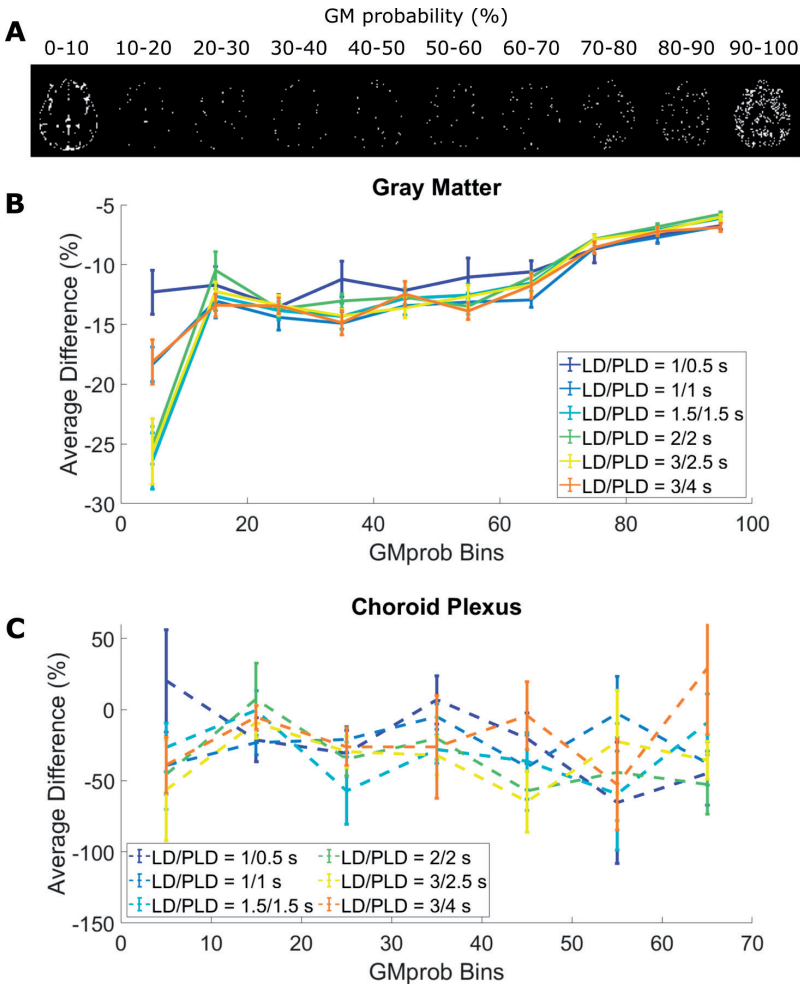 A
GM probability (%)
0-10 10-20 20-30 30-40 40-50 50-60 60-70 70-80 80-90 90-100
B
Gray Matter
Average Difference (%)
-5
-10
-15
-20
-25
-30
LD/PLD = 1/0.5 s
LD/PLD = 1/1 s
LD/PLD = 1.5/1.5 s
LD/PLD = 2/2 s
LD/PLD = 3/2.5 s
LD/PLD = 3/4 s
0 20 40 60 80 100
GMprob Bins
C
Choroid Plexus
Average Difference (%)
50
0
-50
-100
-150
LD/PLD = 1/0.5 s LD/PLD = 2/2 s
LD/PLD = 1/1 s LD/PLD = 3/2.5 s
LD/PLD = 1.5/1.5 s LD/PLD = 3/4 s
0 10 20 30 40 50 60 70
GMprob Bins